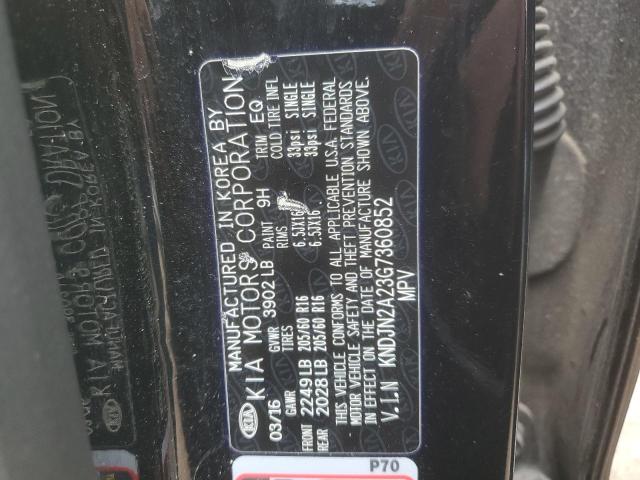 MANUFACTURED IN KOREA BY
KIA KIA MOTORS CORPORATION
03/16 GVWR 3902 LB PAINT 9H TRIM EQ
GAWR TIRES RIMS COLD TIRE INFL
FRONT 2249 LB 205/60 R16 6.5JX16 33psi SINGLE
REAR 2028 LB 205/60 R16 6.5JX16 33psi SINGLE
THIS VEHICLE CONFORMS TO ALL APPLICABLE U.S.A. FEDERAL
MOTOR VEHICLE SAFETY AND THEFT PREVENTION STANDARDS
IN EFFECT ON THE DATE OF MANUFACTURE SHOWN ABOVE.
V.I.N KNDJN2A23G7360852
MPV
P70